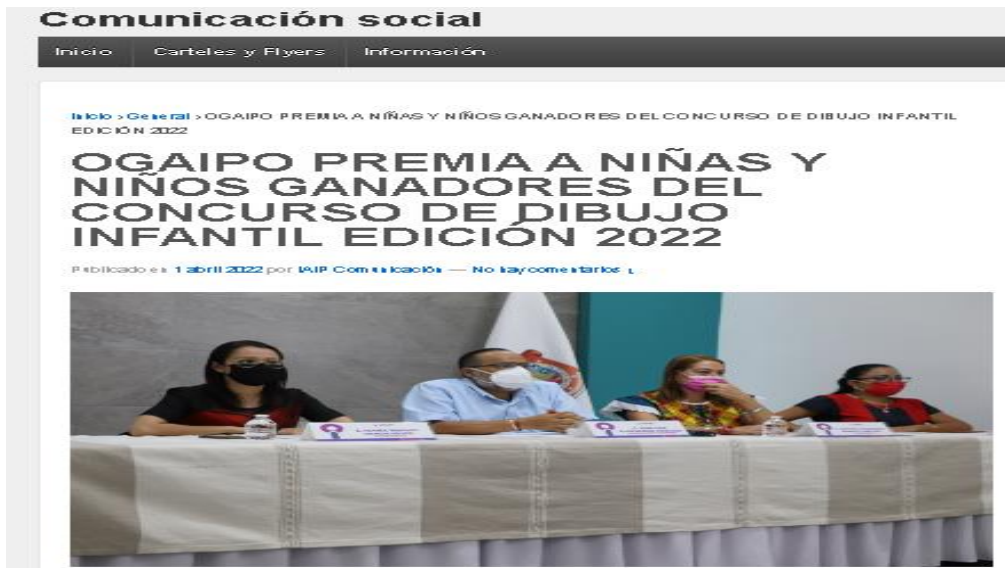 Comunicación social
Inicio Carteles y Flyers Información
Inicio › General › OGAIPO PREMIA A NIÑAS Y NIÑOS GANADORES DEL CONCURSO DE DIBUJO INFANTIL
EDICIÓN 2022
OGAIPO PREMIA A NIÑAS Y
NIÑOS GANADORES DEL
CONCURSO DE DIBUJO
INFANTIL EDICIÓN 2022
Publicado en 1 abril 2022 por IAIP Comunicación — No hay comentarios ↓